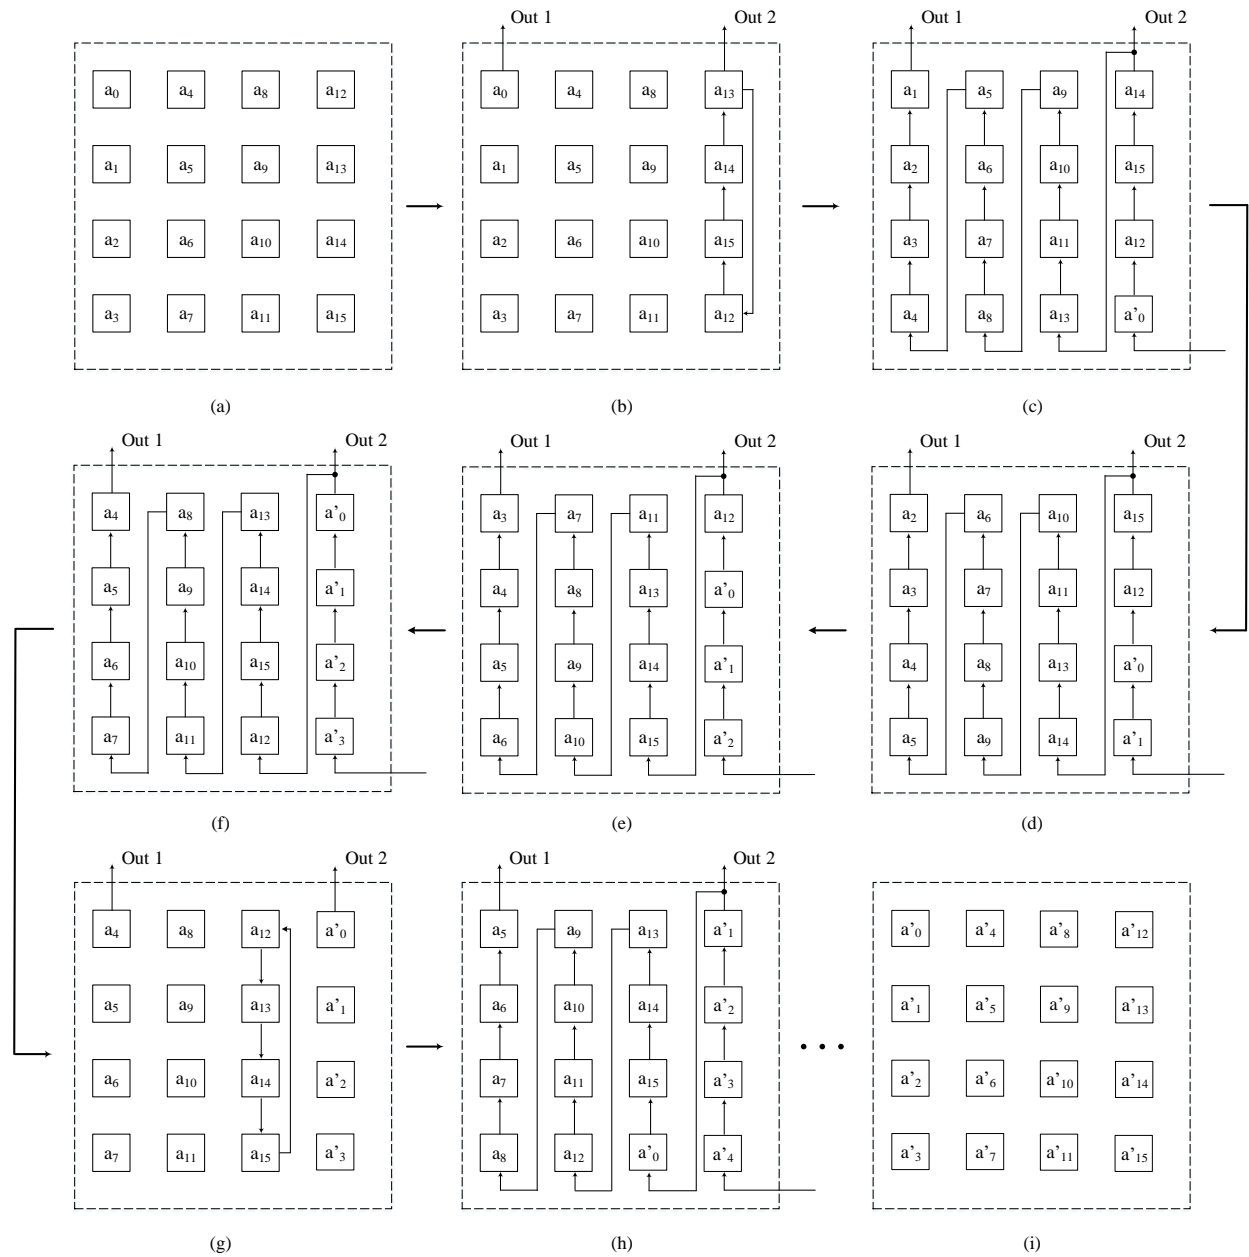 Out 1 Out 2 Out 1 Out 2
a₀ a₄ a₈ a₁₂ a₀ a₄ a₈ a₁₃ a₁ a₅ a₉ a₁₄
a₁ a₅ a₉ a₁₃ a₁ a₅ a₉ a₁₄ a₂ a₆ a₁₀ a₁₅
a₂ a₆ a₁₀ a₁₄ a₂ a₆ a₁₀ a₁₅ a₃ a₇ a₁₁ a₁₂
a₃ a₇ a₁₁ a₁₅ a₃ a₇ a₁₁ a₁₂ a₄ a₈ a₁₃ a’₀
(a) (b) (c)
Out 1 Out 2 Out 1 Out 2 Out 1 Out 2
a₄ a₈ a₁₃ a’₀ a₃ a₇ a₁₁ a₁₂ a₂ a₆ a₁₀ a₁₅
a₅ a₉ a₁₄ a’₁ a₄ a₈ a₁₃ a’₀ a₃ a₇ a₁₁ a₁₂
a₆ a₁₀ a₁₅ a’₂ a₅ a₉ a₁₄ a’₁ a₄ a₈ a₁₃ a’₀
a₇ a₁₁ a₁₂ a’₃ a₆ a₁₀ a₁₅ a’₂ a₅ a₉ a₁₄ a’₁
(f) (e) (d)
Out 1 Out 2 Out 1 Out 2
a₄ a₈ a₁₂ a’₀ a₅ a₉ a₁₃ a’₁ a’₀ a’₄ a’₈ a’₁₂
a₅ a₉ a₁₃ a’₁ a₆ a₁₀ a₁₄ a’₂ a’₁ a’₅ a’₉ a’₁₃
a₆ a₁₀ a₁₄ a’₂ a₇ a₁₁ a₁₅ a’₃ a’₂ a’₆ a’₁₀ a’₁₄
a₇ a₁₁ a₁₅ a’₃ a₈ a₁₂ a’₀ a’₄ a’₃ a’₇ a’₁₁ a’₁₅
(g) (h) (i)